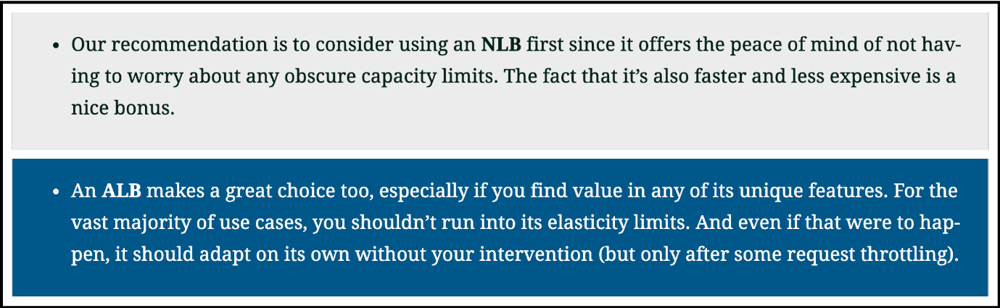 • Our recommendation is to consider using an NLB first since it offers the peace of mind of not hav-
ing to worry about any obscure capacity limits. The fact that it’s also faster and less expensive is a
nice bonus.
• An ALB makes a great choice too, especially if you find value in any of its unique features. For the
vast majority of use cases, you shouldn’t run into its elasticity limits. And even if that were to hap-
pen, it should adapt on its own without your intervention (but only after some request throttling).